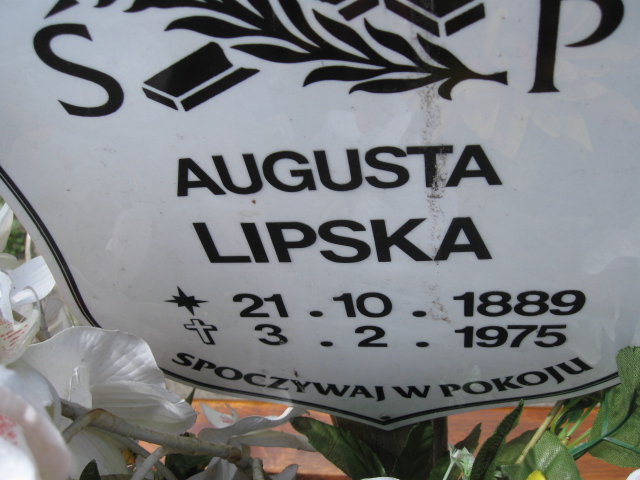 S P
AUGUSTA
LIPSKA
21 . 10 . 1889
3 . 2 . 1975
SPOCZYWAJ W POKOJU